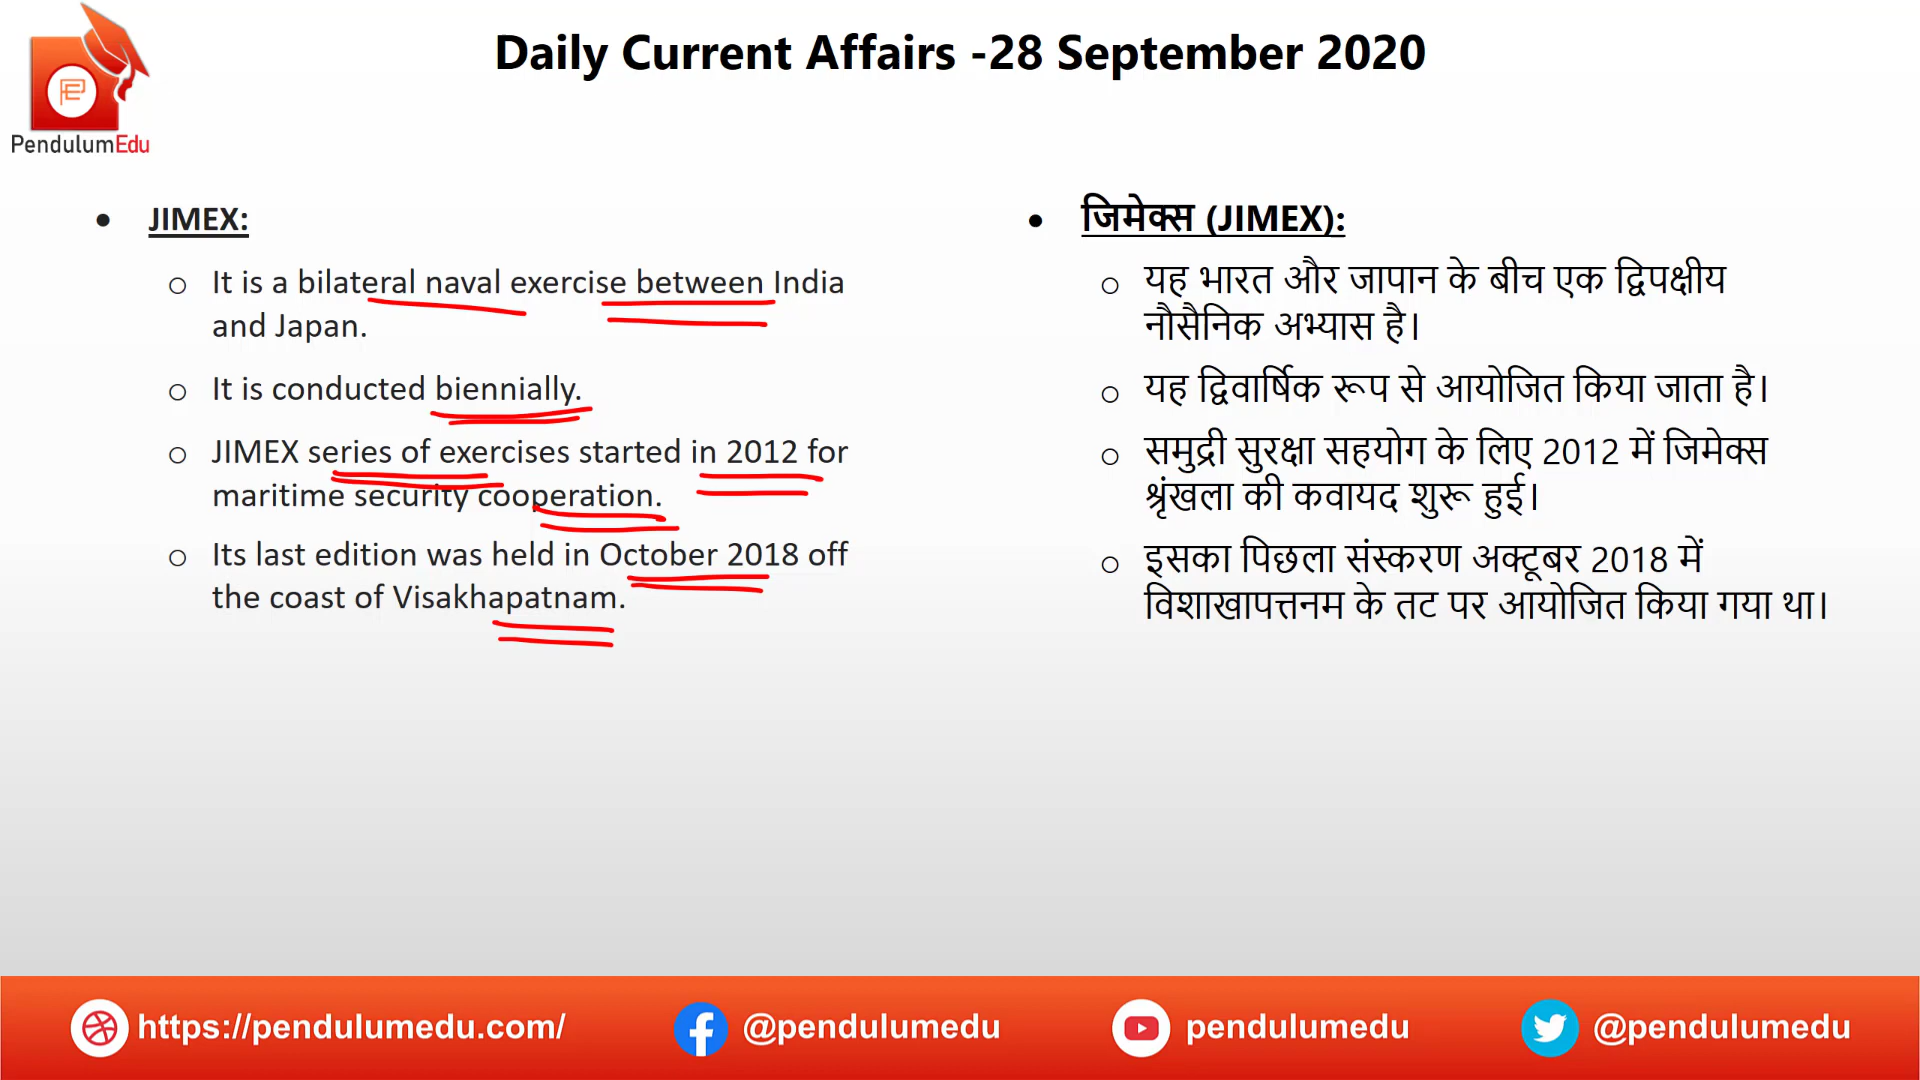 Daily Current Affairs -28 September 2020
PendulumEdu
JIMEX:
It is a bilateral naval exercise between India
and Japan.
It is conducted biennially.
JIMEX series of exercises started in 2012 for
maritime security cooperation.
Its last edition was held in October 2018 off
the coast of Visakhapatnam.
जिमेक्स (JIMEX):
यह भारत और जापान के बीच एक द्विपक्षीय
नौसैनिक अभ्यास है।
यह द्विवार्षिक रूप से आयोजित किया जाता है।
समुद्री सुरक्षा सहयोग के लिए 2012 में जिमेक्स
श्रृंखला की कवायद शुरू हुई।
इसका पिछला संस्करण अक्टूबर 2018 में
विशाखापत्तनम के तट पर आयोजित किया गया था।
https://pendulumedu.com/
@pendulumedu
pendulumedu
@pendulumedu